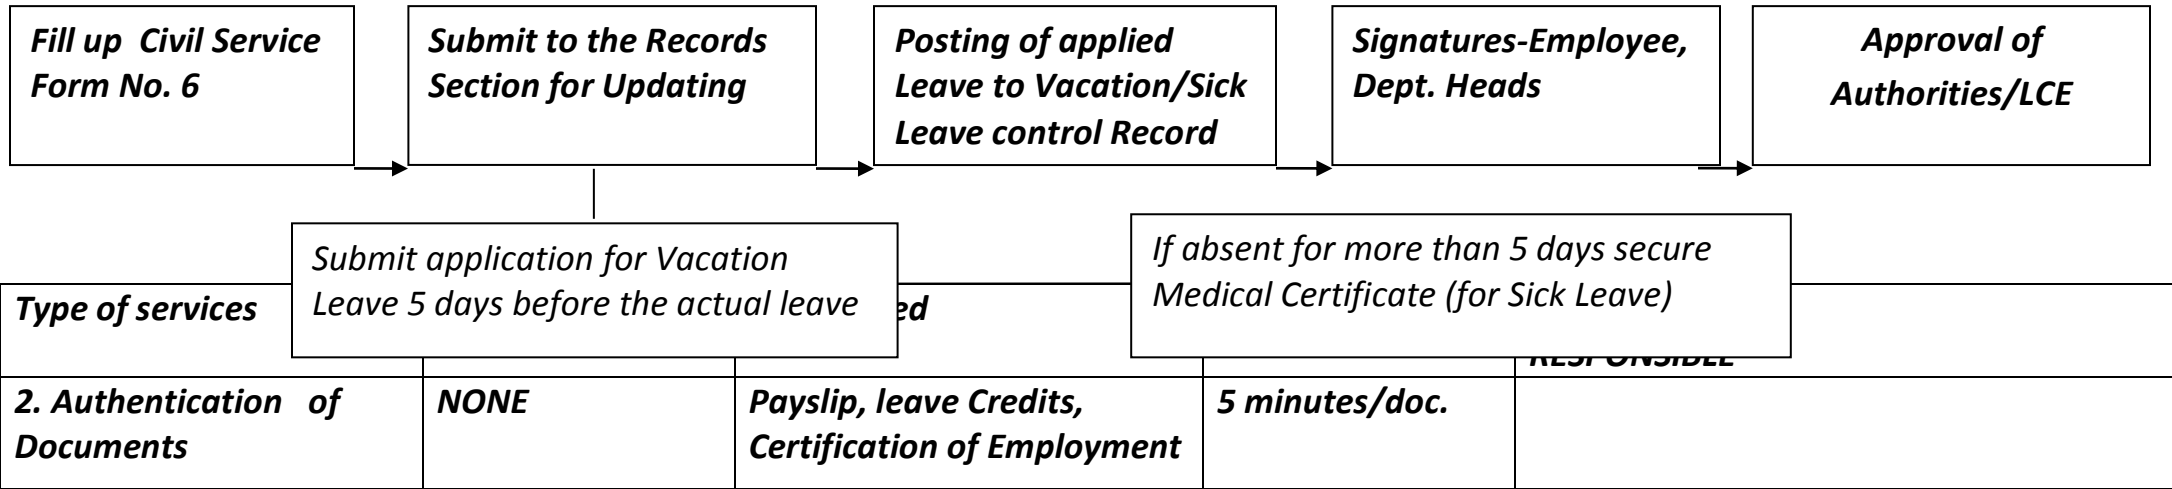 Fill up Civil Service
Form No. 6
Submit to the Records
Section for Updating
Posting of applied
Leave to Vacation/Sick
Leave control Record
Signatures-Employee,
Dept. Heads
Approval of
Authorities/LCE
Submit application for Vacation
Leave 5 days before the actual leave
If absent for more than 5 days secure
Medical Certificate (for Sick Leave)
Type of services
RESPONSIBLE
2. Authentication of
Documents
NONE
Payslip, leave Credits,
Certification of Employment
5 minutes/doc.